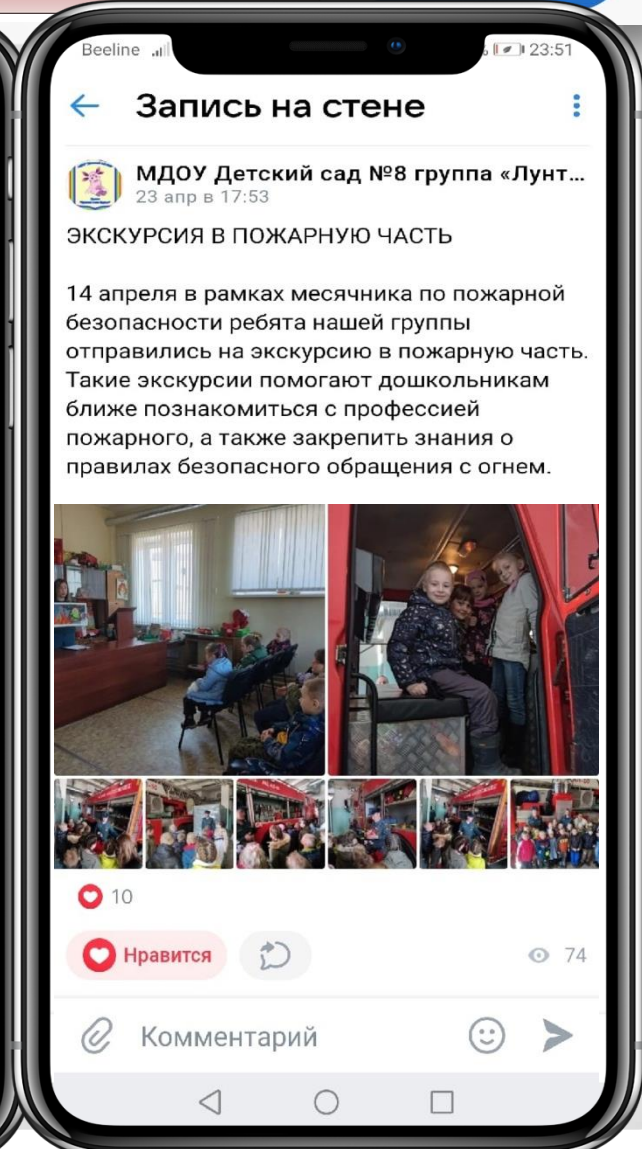 Beeline
23:51
Запись на стене
МДОУ Детский сад №8 группа «Лунт...
23 апр в 17:53
ЭКСКУРСИЯ В ПОЖАРНУЮ ЧАСТЬ
14 апреля в рамках месячника по пожарной
безопасности ребята нашей группы
отправились на экскурсию в пожарную часть.
Такие экскурсии помогают дошкольникам
ближе познакомиться с профессией
пожарного, а также закрепить знания о
правилах безопасного обращения с огнем.
10
Нравится
74
Комментарий